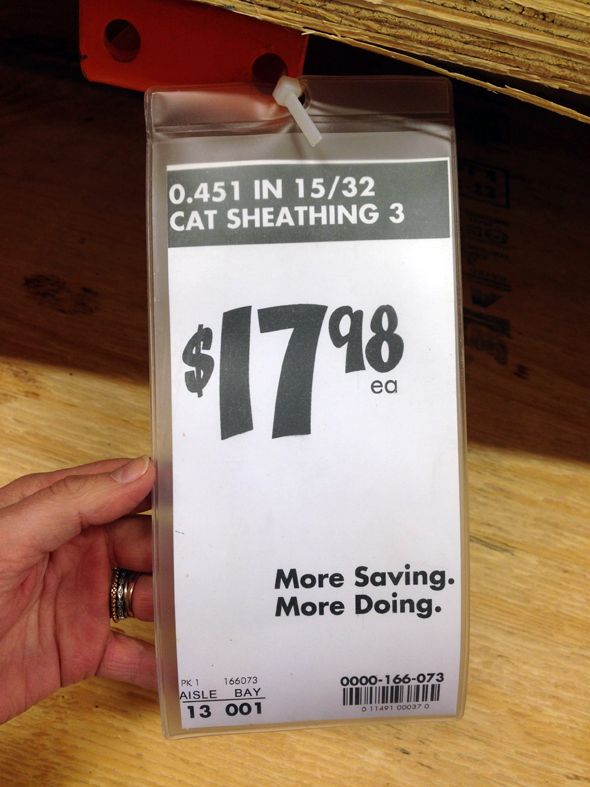 0.451 IN 15/32
CAT SHEATHING 3
$17 98
ea
More Saving.
More Doing.
PK 1 166073
AISLE BAY
13 001
0000-166-073
0 11491 00037 0